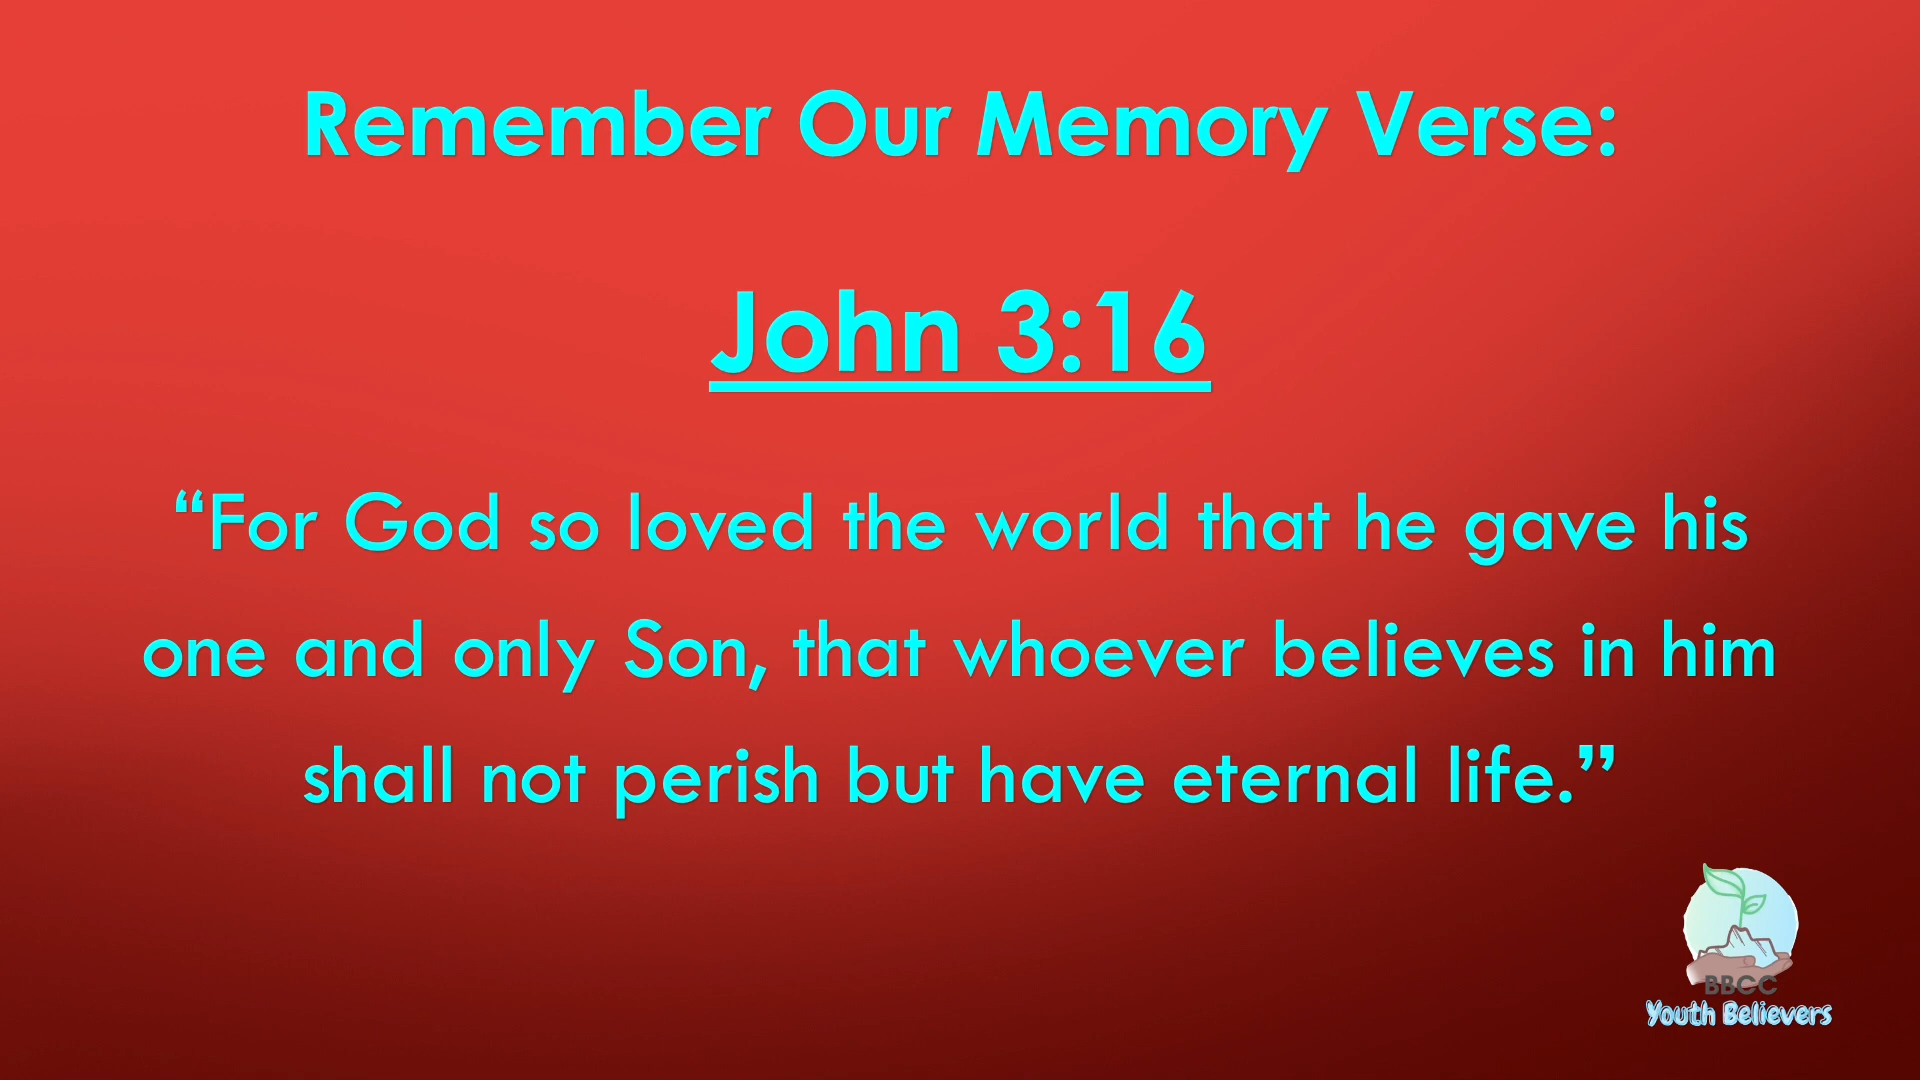 Remember Our Memory Verse:
John 3:16
“For God so loved the world that he gave his
one and only Son, that whoever believes in him
shall not perish but have eternal life.”
BBCC
Youth Believers